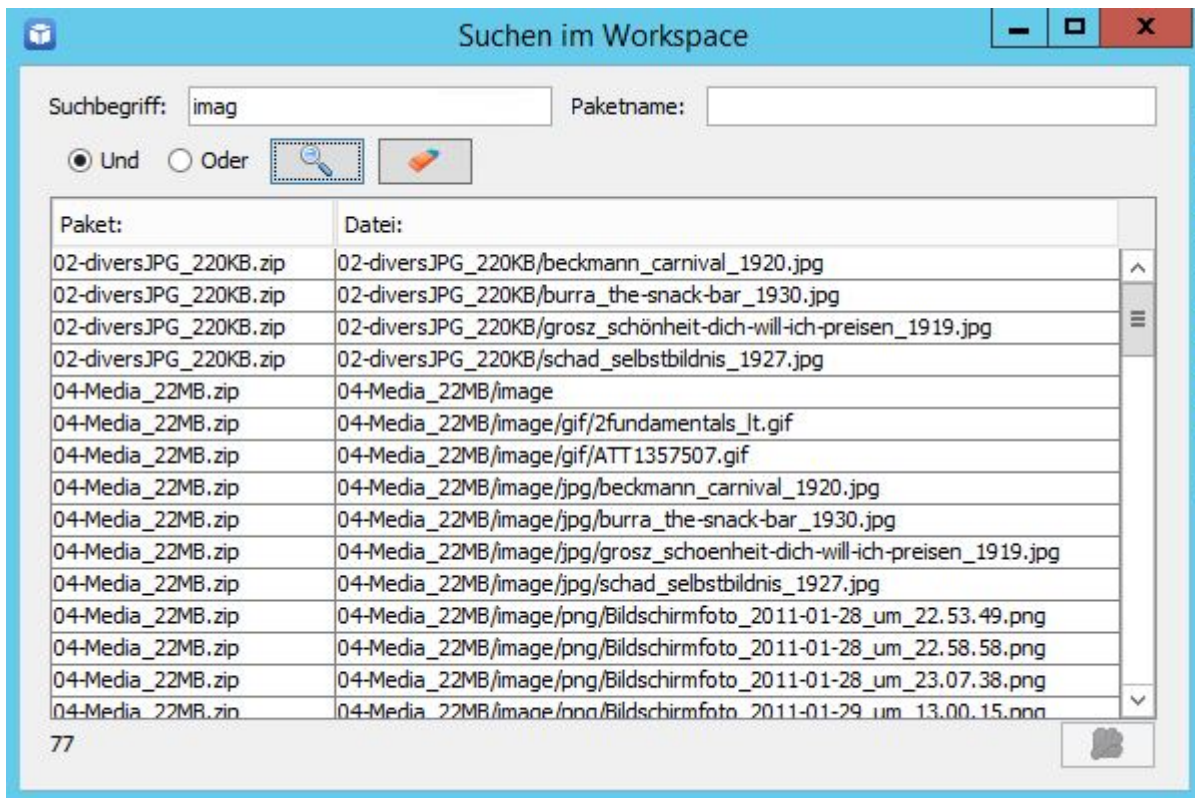 Suchen im Workspace
Suchbegriff: imag Paketname:
Und Oder
Paket: Datei:
02-diversJPG_220KB.zip 02-diversJPG_220KB/beckmann_carnival_1920.jpg
02-diversJPG_220KB.zip 02-diversJPG_220KB/burra_the-snack-bar_1930.jpg
02-diversJPG_220KB.zip 02-diversJPG_220KB/grosz_schönheit-dich-will-ich-preisen_1919.jpg
02-diversJPG_220KB.zip 02-diversJPG_220KB/schad_selbstbildnis_1927.jpg
04-Media_22MB.zip 04-Media_22MB/image
04-Media_22MB.zip 04-Media_22MB/image/gif/2fundamentals_lt.gif
04-Media_22MB.zip 04-Media_22MB/image/gif/ATT1357507.gif
04-Media_22MB.zip 04-Media_22MB/image/jpg/beckmann_carnival_1920.jpg
04-Media_22MB.zip 04-Media_22MB/image/jpg/burra_the-snack-bar_1930.jpg
04-Media_22MB.zip 04-Media_22MB/image/jpg/grosz_schoenheit-dich-will-ich-preisen_1919.jpg
04-Media_22MB.zip 04-Media_22MB/image/jpg/schad_selbstbildnis_1927.jpg
04-Media_22MB.zip 04-Media_22MB/image/png/Bildschirmfoto_2011-01-28_um_22.53.49.png
04-Media_22MB.zip 04-Media_22MB/image/png/Bildschirmfoto_2011-01-28_um_22.58.58.png
04-Media_22MB.zip 04-Media_22MB/image/png/Bildschirmfoto_2011-01-28_um_23.07.38.png
04-Media_22MB.zip 04-Media_22MB/image/png/Bildschirmfoto_2011-01-29_um_13.00.15.png
77